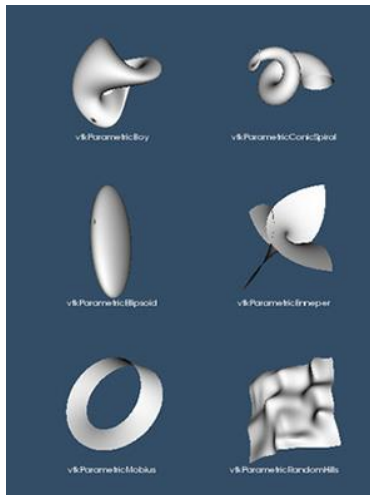 vtkParametricBoy
vtkParametricConicSpiral
vtkParametricEllipsoid
vtkParametricEnneper
vtkParametricMobius
vtkParametricRandomHills